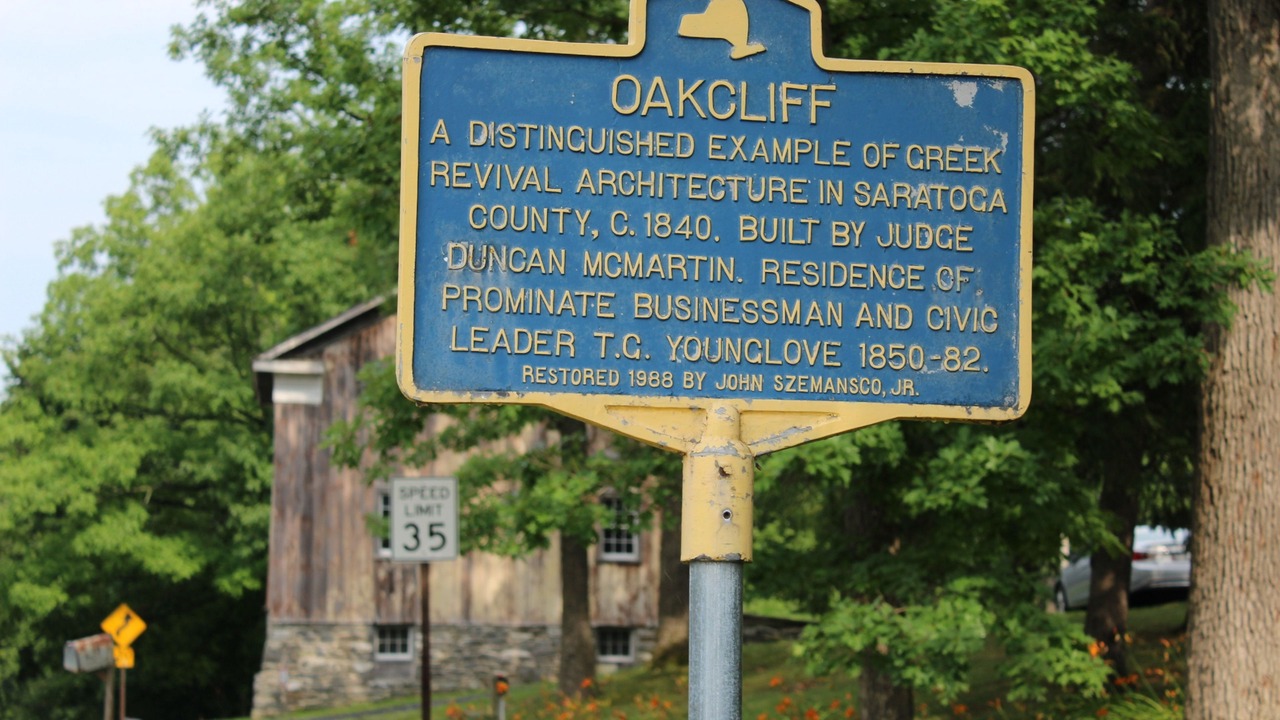 OAKCLIFF
A DISTINGUISHED EXAMPLE OF GREEK
REVIVAL ARCHITECTURE IN SARATOGA
COUNTY, C. 1840. BUILT BY JUDGE
DUNCAN MCMARTIN. RESIDENCE OF
PROMINATE BUSINESSMAN AND CIVIC
LEADER T.G. YOUNGLOVE 1850-82.
RESTORED 1988 BY JOHN SZEMANSCO, JR.
SPEED
LIMIT
35